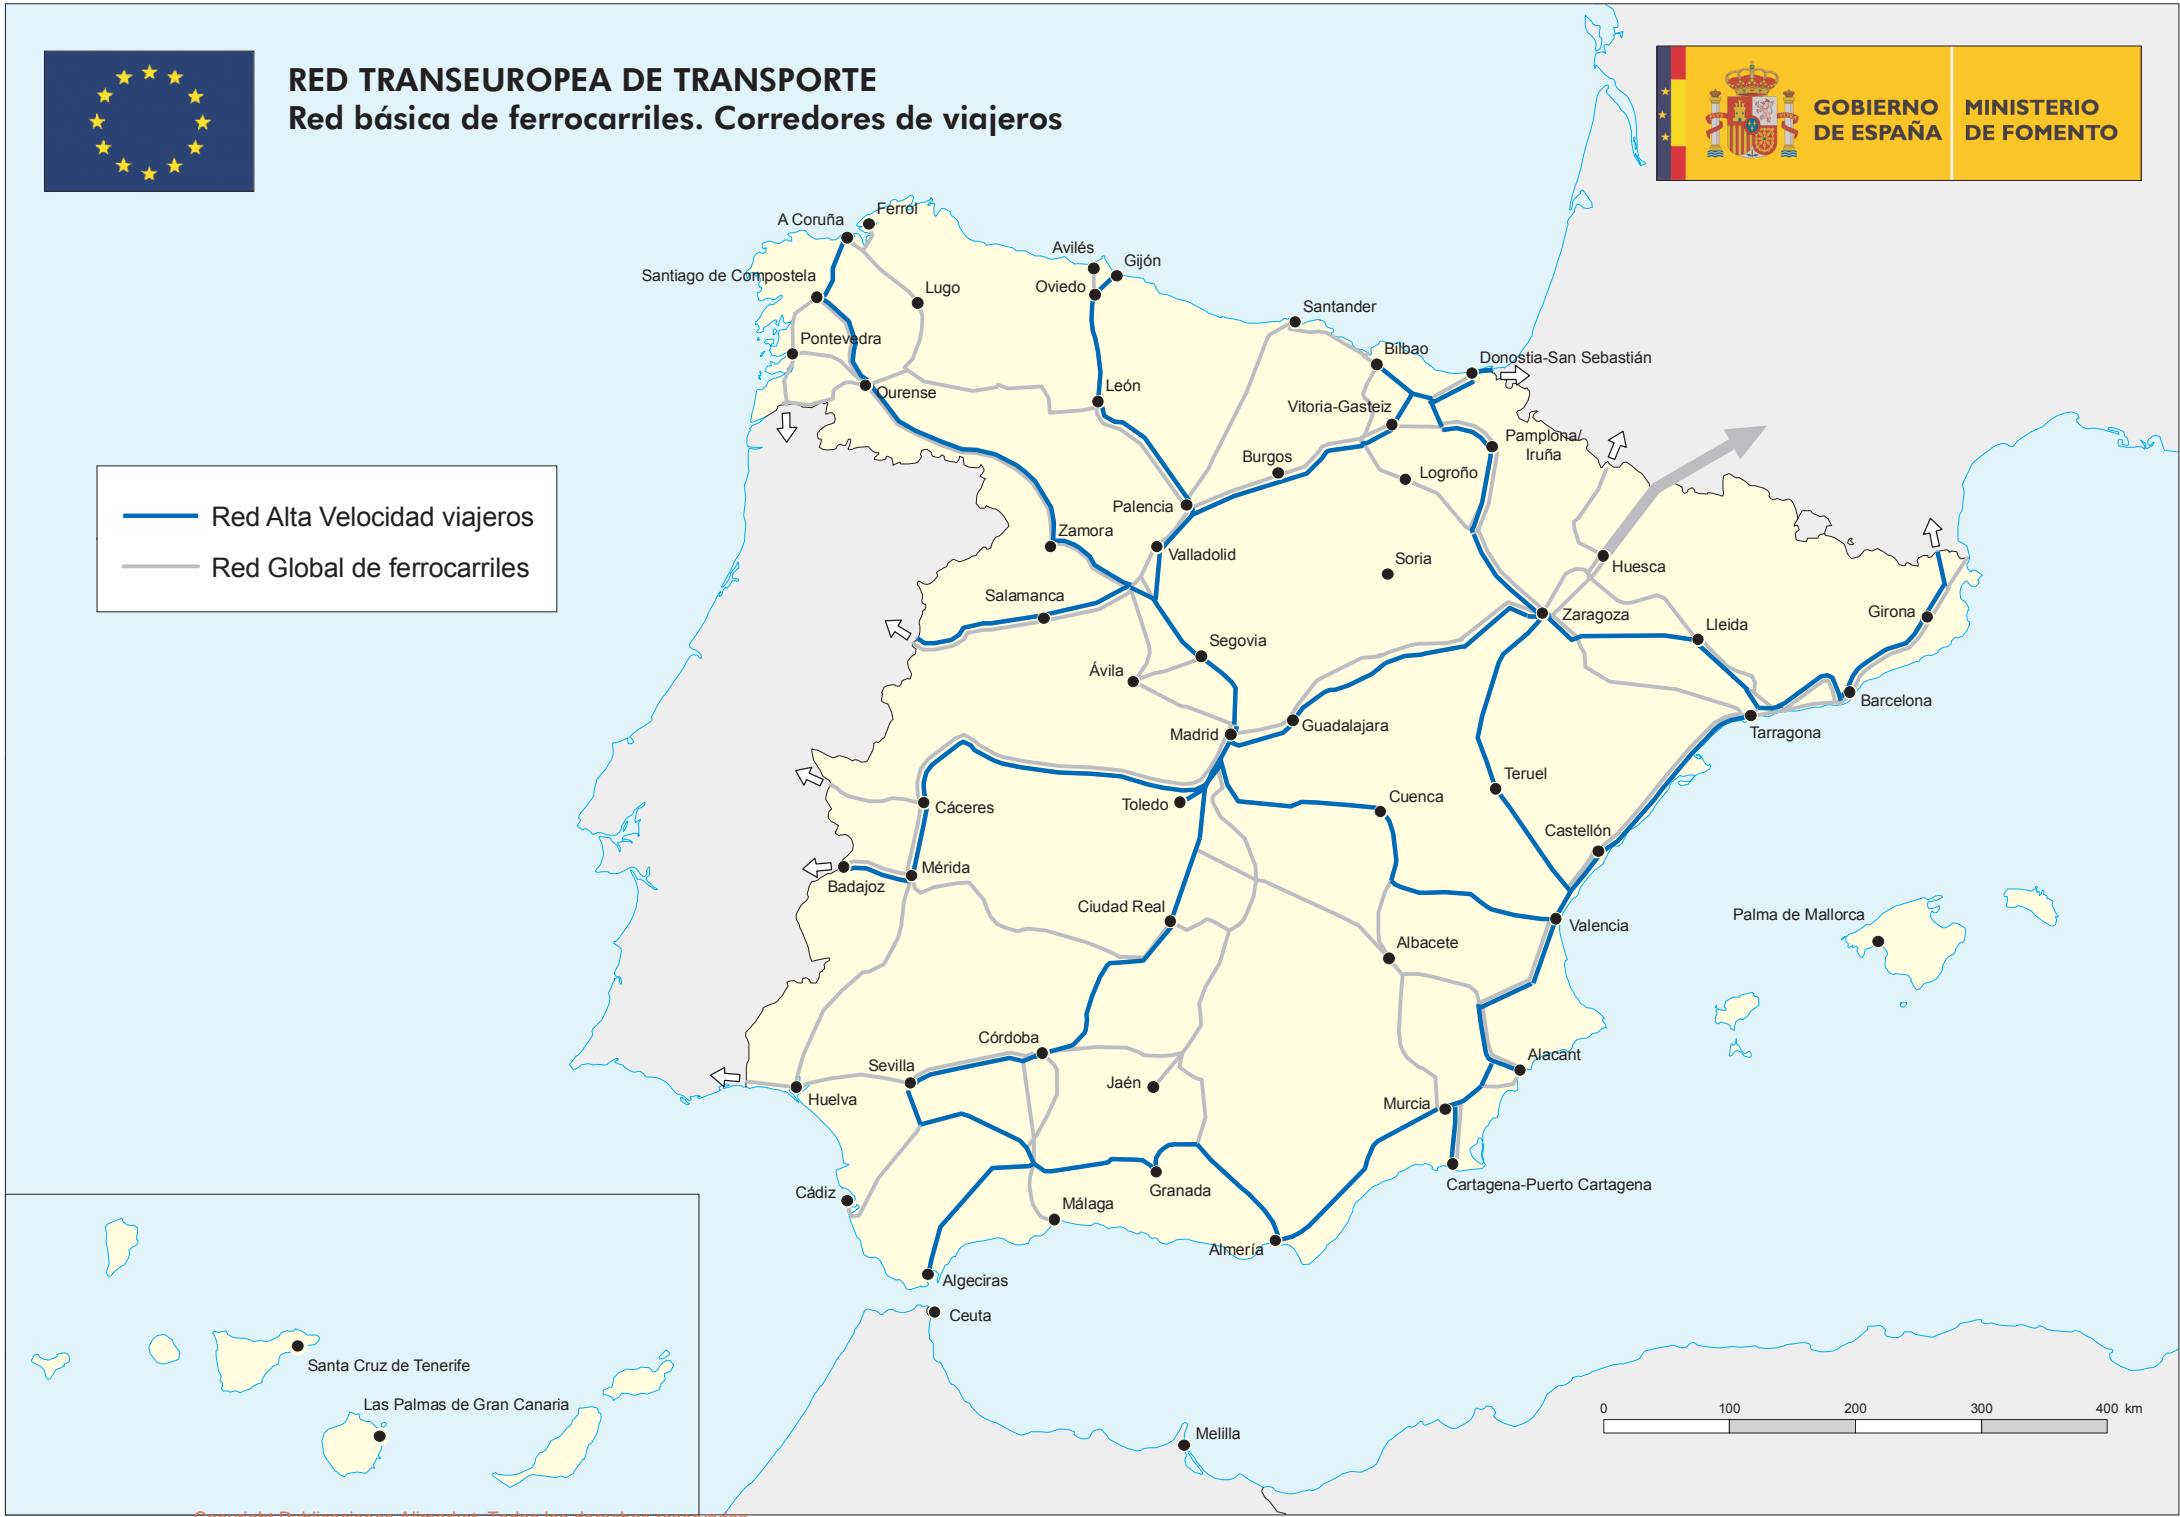 RED TRANSEUROPEA DE TRANSPORTE
Red básica de ferrocarriles. Corredores de viajeros
GOBIERNO
DE ESPAÑA
MINISTERIO
DE FOMENTO
Red Alta Velocidad viajeros
Red Global de ferrocarriles
Ferrol
A Coruña
Santiago de Compostela
Lugo
Avilés
Gijón
Oviedo
Santander
Pontevedra
Bilbao
Donostia-San Sebastián
Ourense
León
Vitoria-Gasteiz
Pamplona/
Iruña
Burgos
Logroño
Palencia
Zamora
Valladolid
Soria
Huesca
Salamanca
Zaragoza
Lleida
Girona
Segovia
Ávila
Barcelona
Madrid
Guadalajara
Tarragona
Teruel
Toledo
Cuenca
Cáceres
Castellón
Mérida
Badajoz
Ciudad Real
Palma de Mallorca
Valencia
Albacete
Córdoba
Alacant
Sevilla
Jaén
Huelva
Murcia
Cartagena-Puerto Cartagena
Cádiz
Granada
Málaga
Almería
Algeciras
Ceuta
Santa Cruz de Tenerife
Las Palmas de Gran Canaria
Melilla
0 100 200 300 400 km